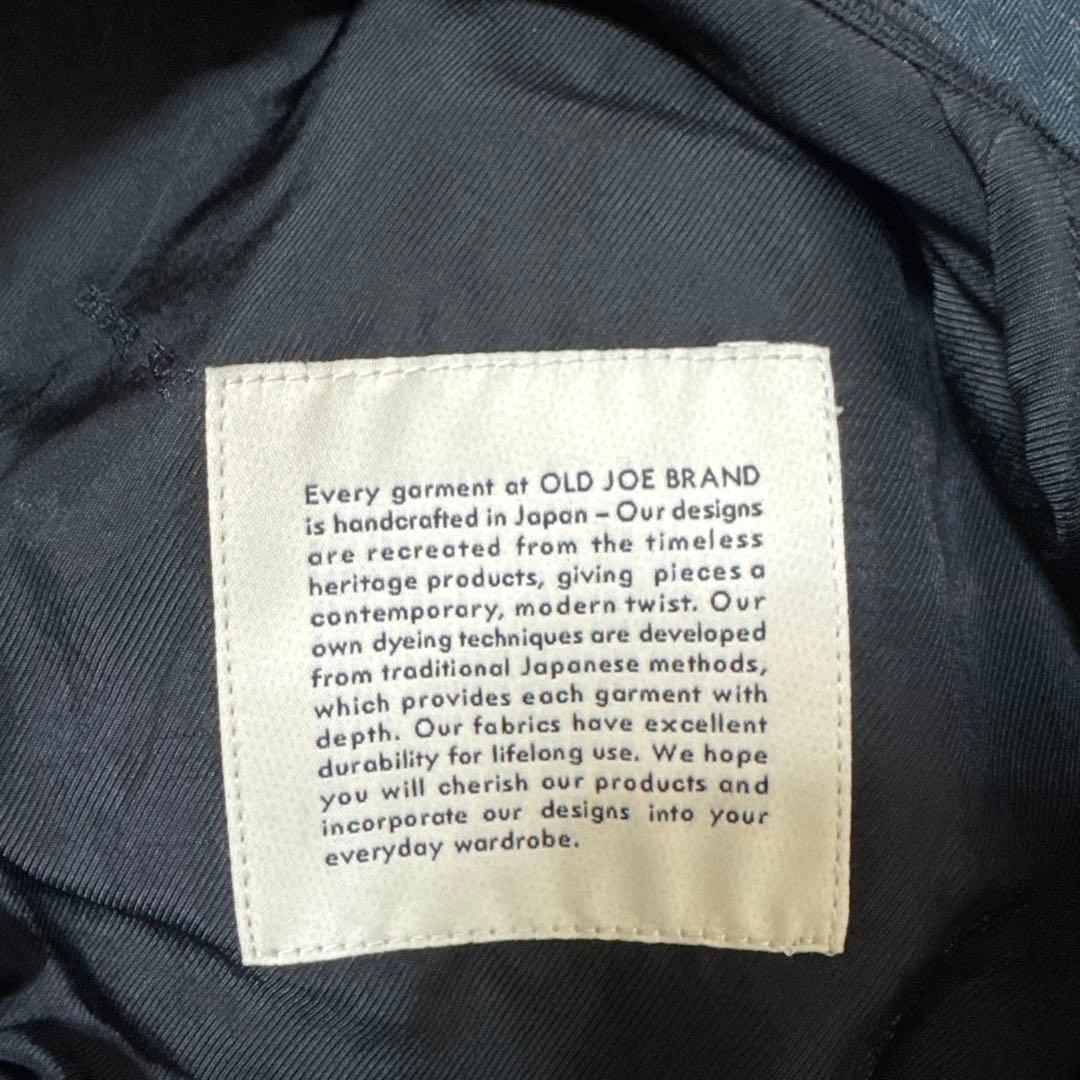 Every garment at OLD JOE BRAND
is handcrafted in Japan – Our designs
are recreated from the timeless
heritage products, giving pieces a
contemporary, modern twist. Our
own dyeing techniques are developed
from traditional Japanese methods,
which provides each garment with
depth. Our fabrics have excellent
durability for lifelong use. We hope
you will cherish our products and
incorporate our designs into your
everyday wardrobe.